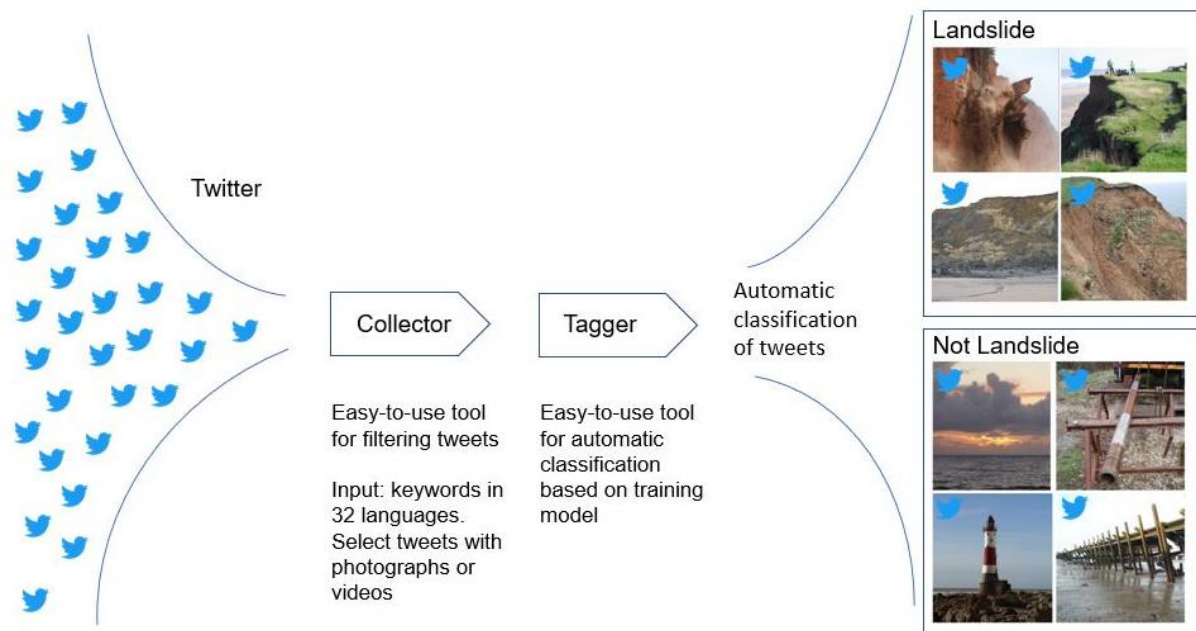 Twitter
Collector
Easy-to-use tool
for filtering tweets
Input: keywords in
32 languages.
Select tweets with
photographs or
videos
Tagger
Easy-to-use tool
for automatic
classification
based on training
model
Automatic
classification
of tweets
Landslide
Not Landslide